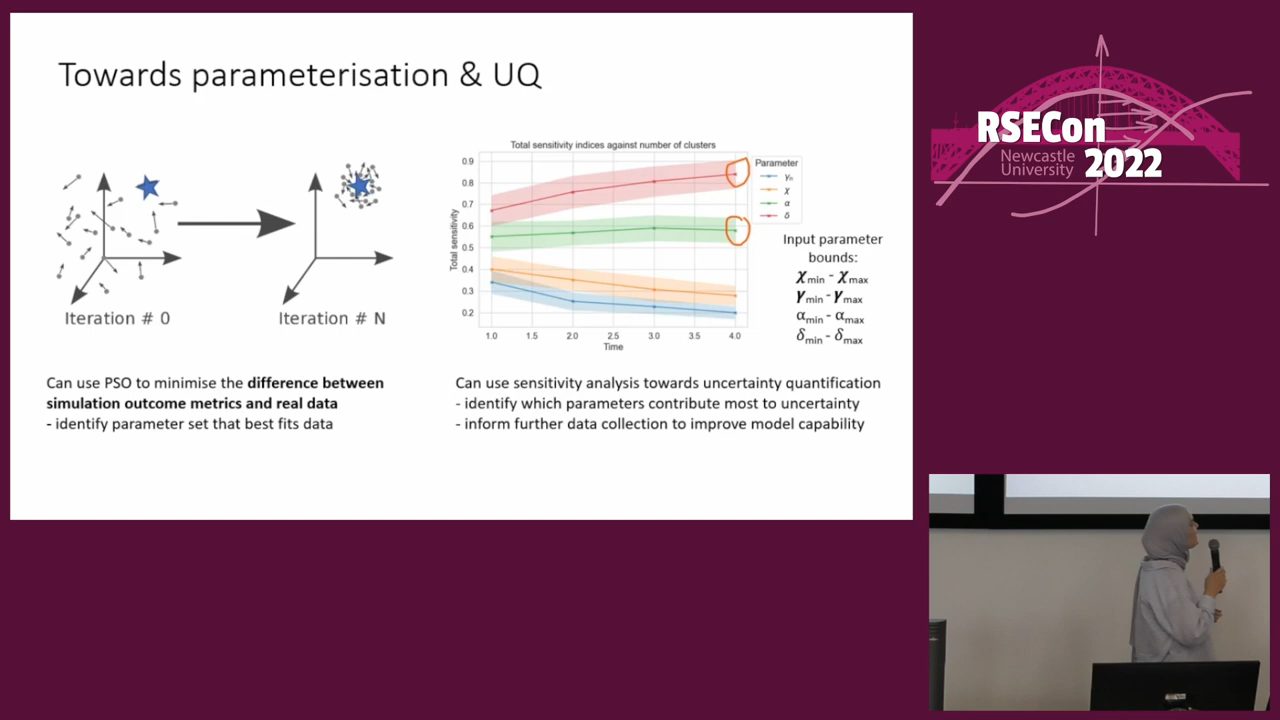 Towards parameterisation & UQ
Iteration # 0
Iteration # N
Can use PSO to minimise the difference between
simulation outcome metrics and real data
- identify parameter set that best fits data
Total sensitivity indices against number of clusters
Total sensitivity
0.9
0.8
0.7
0.6
0.5
0.4
0.3
0.2
1.0 1.5 2.0 2.5 3.0 3.5 4.0
Time
Parameter
γₙ
χ
α
δ
Input parameter
bounds:
χmin - χmax
γmin - γmax
αmin - αmax
δmin - δmax
Can use sensitivity analysis towards uncertainty quantification
- identify which parameters contribute most to uncertainty
- inform further data collection to improve model capability
RSECon
Newcastle
University
2022